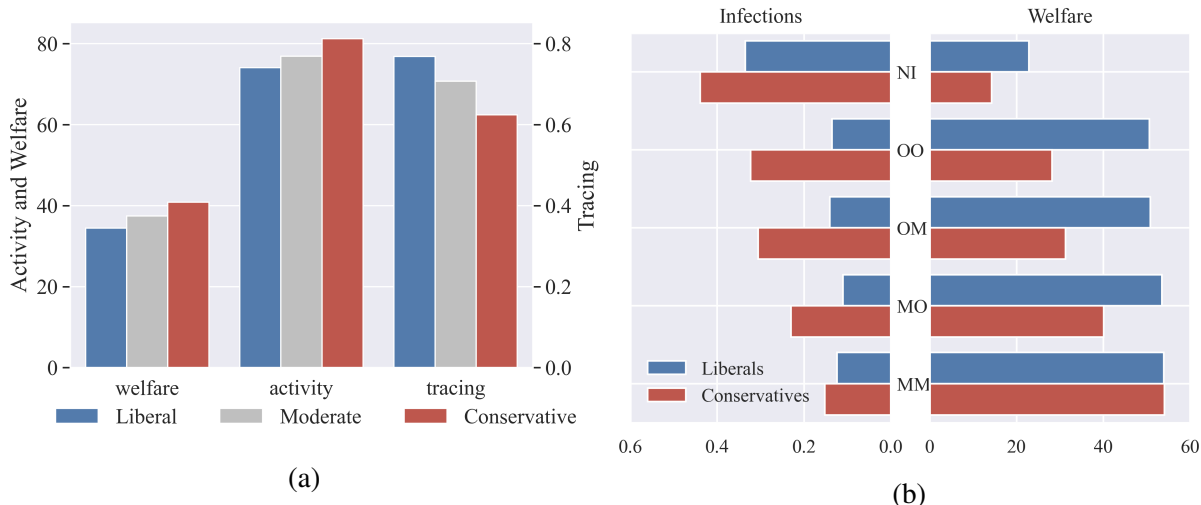 Activity and Welfare
80
60
40
20
0
0.8
0.6
0.4
0.2
0.0
Tracing
welfare activity tracing
Liberal Moderate Conservative
(a)
Infections Welfare
NI
OO
OM
MO
MM
Liberals
Conservatives
0.6 0.4 0.2 0.0 0 20 40 60
(b)